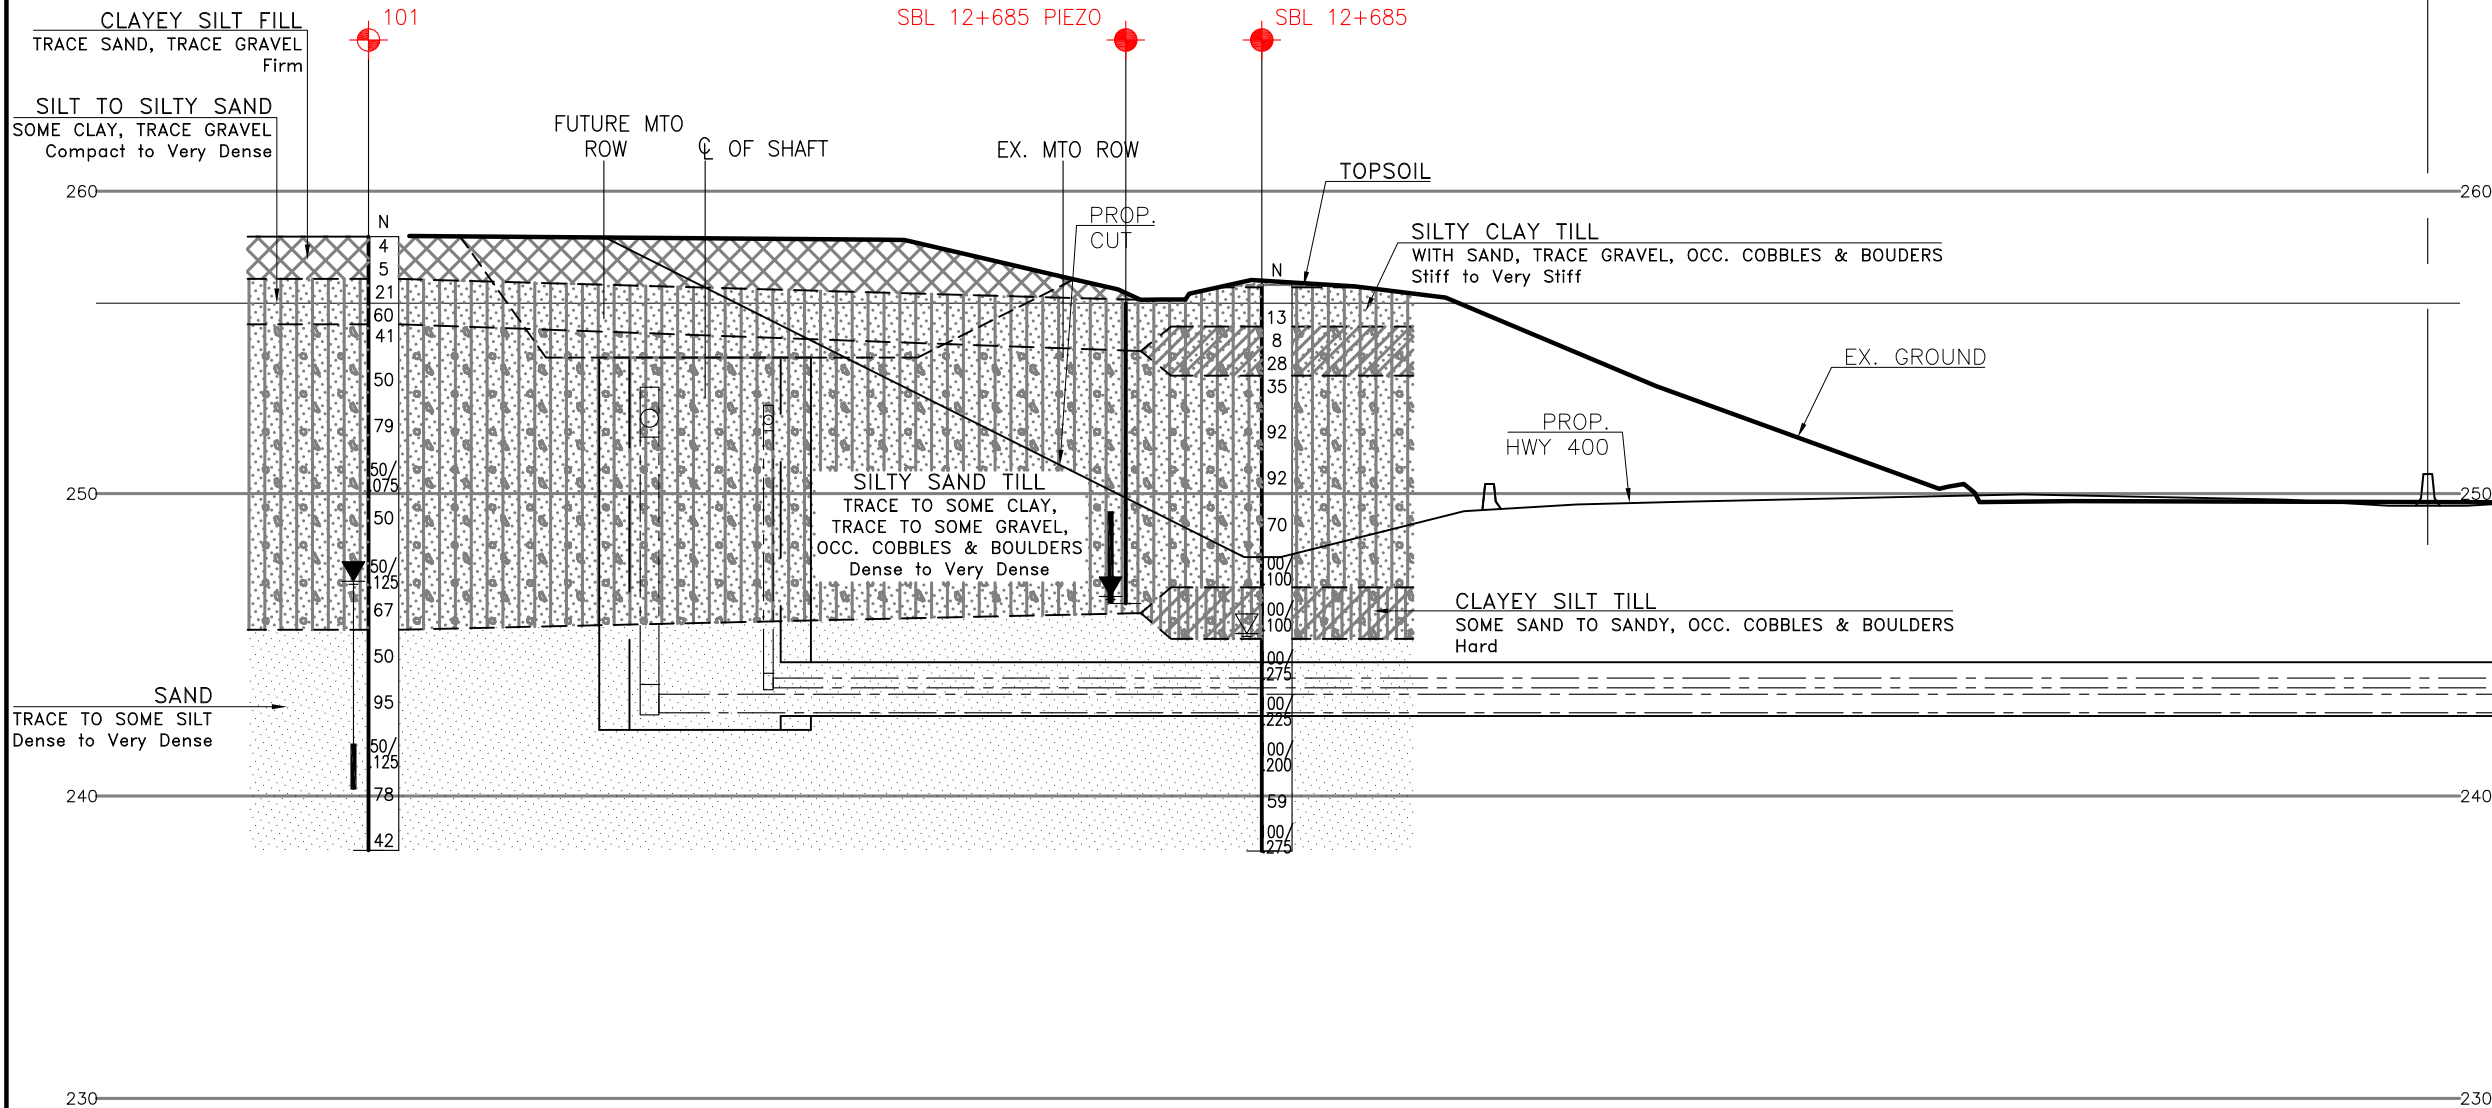 101
SBL 12+685 PIEZO
SBL 12+685
CLAYEY SILT FILL
TRACE SAND, TRACE GRAVEL
Firm
SILT TO SILTY SAND
SOME CLAY, TRACE GRAVEL
Compact to Very Dense
FUTURE MTO
ROW
℄ OF SHAFT
EX. MTO ROW
TOPSOIL
260
260
PROP.
CUT
SILTY CLAY TILL
WITH SAND, TRACE GRAVEL, OCC. COBBLES & BOUDERS
Stiff to Very Stiff
N
4
5
21
60
41
50
79
50/
075
50
50/
.125
67
50
95
50/
.125
78
42
N
13
8
28
35
92
92
70
00/
.100
00/
.100
00/
.275
00/
.225
00/
.200
59
00/
.275
EX. GROUND
PROP.
HWY 400
250
250
SILTY SAND TILL
TRACE TO SOME CLAY,
TRACE TO SOME GRAVEL,
OCC. COBBLES & BOULDERS
Dense to Very Dense
CLAYEY SILT TILL
SOME SAND TO SANDY, OCC. COBBLES & BOULDERS
Hard
SAND
TRACE TO SOME SILT
Dense to Very Dense
240
240
230
230